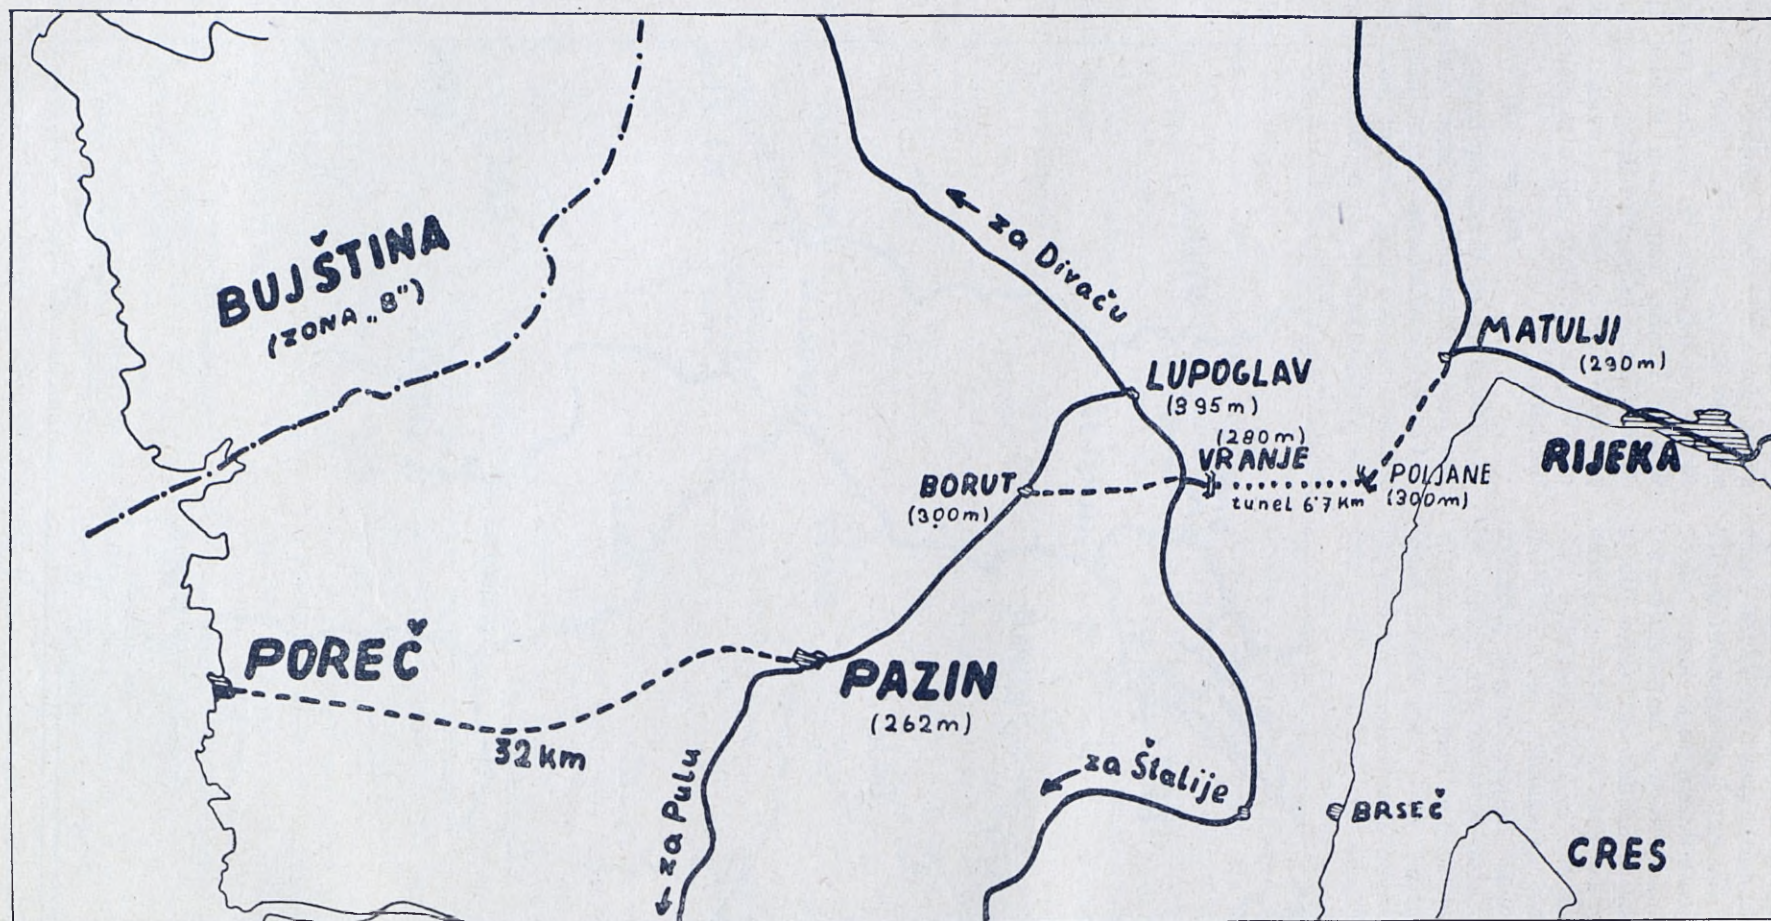 BUJŠTINA
(ZONA „B")
za Divaču
MATULJI
(290m)
LUPOGLAV
(395m)
(280m)
VRANJE
RIJEKA
BORUT
(300m)
tunel 6'7 Km
POLJANE
(300m)
POREČ
PAZIN
(262m)
32 km
za Pulu
za Štalije
BRSEČ
CRES